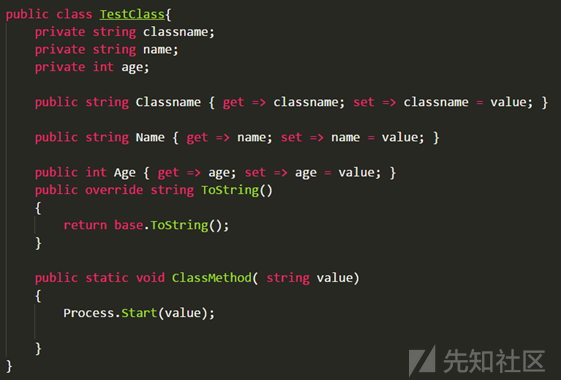 public class TestClass{
    private string classname;
    private string name;
    private int age;

    public string Classname { get => classname; set => classname = value; }

    public string Name { get => name; set => name = value; }

    public int Age { get => age; set => age = value; }
    public override string ToString()
    {
        return base.ToString();
    }

    public static void ClassMethod( string value)
    {
        Process.Start(value);

    }
}
先知社区